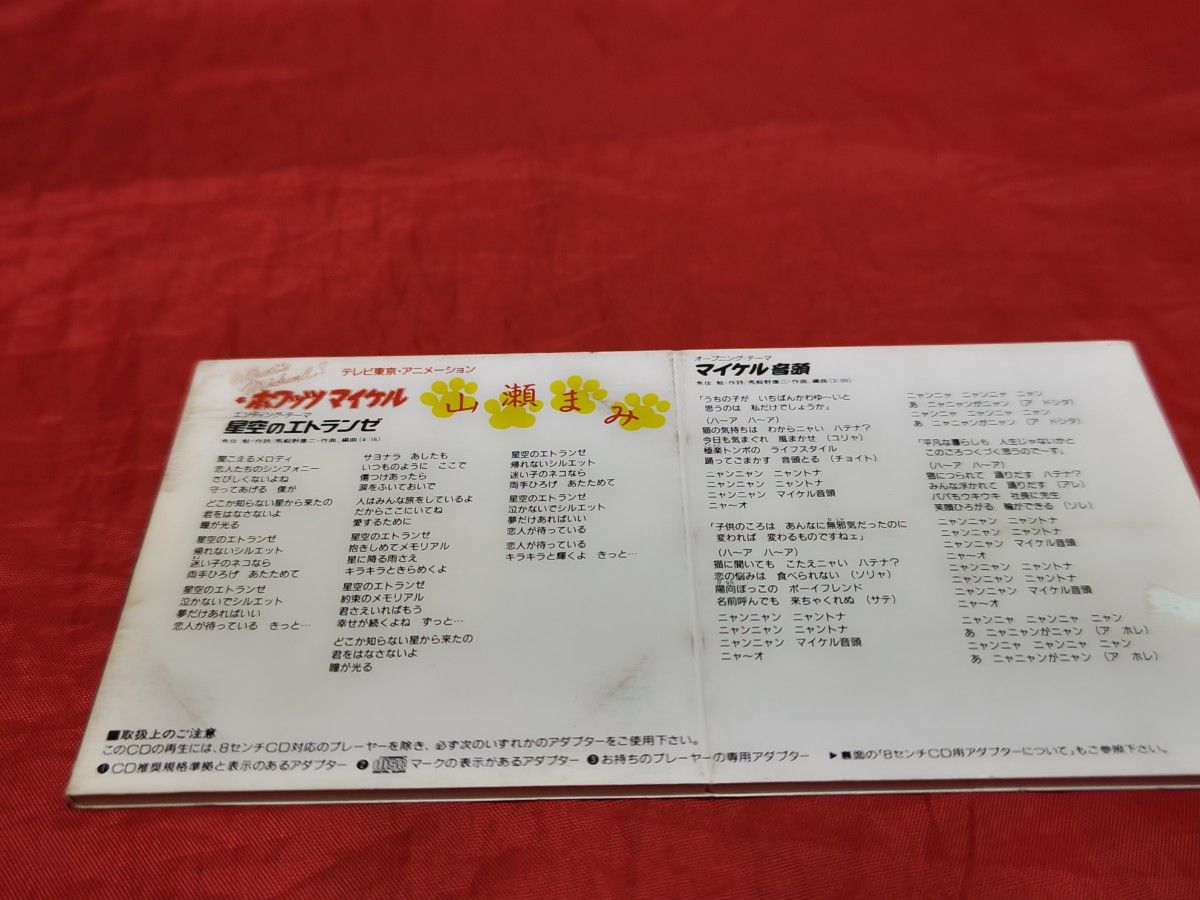 What's
Michael?
テレビ東京・アニメーション
ホワッツ マイケル
山瀬まみ
エンディング・テーマ
星空のエトランゼ
魚住 勉・作詩/馬飼野康二・作曲、編曲(4:16)
聞こえるメロディ
恋人たちのシンフォニー
さびしくないよね
守ってあげる 僕が
どこか知らない星から来たの
君をはなさないよ
瞳が光る
星空のエトランゼ
帰れないシルエット
迷い子のネコなら
両手ひろげ あたためて
星空のエトランゼ
泣かないでシルエット
夢だけあればいい
恋人が待っている きっと…
サヨナラ あしたも
いつものように ここで
傷つけあったら
涙をふいておいで
人はみんな旅をしているよ
だからここにいてね
愛するために
星空のエトランゼ
抱きしめてメモリアル
星に降る雨さえ
キラキラときらめくよ
星空のエトランゼ
約束のメモリアル
君さえいればもう
幸せが続くよね ずっと…
どこか知らない星から来たの
君をはなさないよ
瞳が光る
星空のエトランゼ
帰れないシルエット
迷い子のネコなら
両手ひろげ あたためて
星空のエトランゼ
泣かないでシルエット
夢だけあればいい
恋人が待っている
恋人が待っている
キラキラと輝くよ きっと…
オープニング・テーマ
マイケル音頭
魚住 勉・作詩/馬飼野康二・作曲、編曲(3:00)
「うちの子が いちばんかわゆ〜いと
思うのは 私だけでしょうか」
(ハーア ハーア)
猫の気持ちは わからニャい ハテナ?
今日も気まぐれ 風まかせ (コリャ)
極楽トンボの ライフスタイル
踊ってごまかす 音頭とる (チョイト)
ニャンニャン ニャントナ
ニャンニャン ニャントナ
ニャンニャン マイケル音頭
ニャ〜オ
「子供のころは あんなに無邪気だったのに
変われば 変わるものですねェ」
(ハーア ハーア)
猫に聞いても こたえニャい ハテナ?
恋の悩みは 食べられない (ソリャ)
陽向ぼっこの ボーイフレンド
名前呼んでも 来ちゃくれぬ (サテ)
ニャンニャン ニャントナ
ニャンニャン ニャントナ
ニャンニャン マイケル音頭
ニャ〜オ
ニャンニャ ニャンニャ ニャン
あ ニャンニャンがニャン (ア ドシタ)
ニャンニャ ニャンニャ ニャン
あ ニャンニャンがニャン (ア ドシタ)
「平凡な暮らしも 人生じゃないかと
このごろつくづく思うので〜す」
(ハーア ハーア)
猫につられて 踊りだす ハテナ?
みんな浮かれて 踊りだす (アレ)
パパもウキウキ 社長に先生
笑顔ひろがる 輪ができる (ソレ)
ニャンニャン ニャントナ
ニャンニャン ニャントナ
ニャンニャン マイケル音頭
ニャ〜オ
ニャンニャン ニャントナ
ニャンニャン ニャントナ
ニャンニャン マイケル音頭
ニャ〜オ
ニャンニャ ニャンニャ ニャン
あ ニャンニャンがニャン (ア ホレ)
ニャンニャ ニャンニャ ニャン
あ ニャンニャンがニャン (ア ホレ)
■取扱上のご注意
このCDの再生には、8センチCD対応のプレーヤーを除き、必ず次のいずれかのアダプターをご使用下さい。
❶CD推奨規格準拠と表示のあるアダプター ❷マークの表示があるアダプター ❸お持ちのプレーヤーの専用アダプター ▶裏面の"8センチCD用アダプターについて"もご参照下さい。